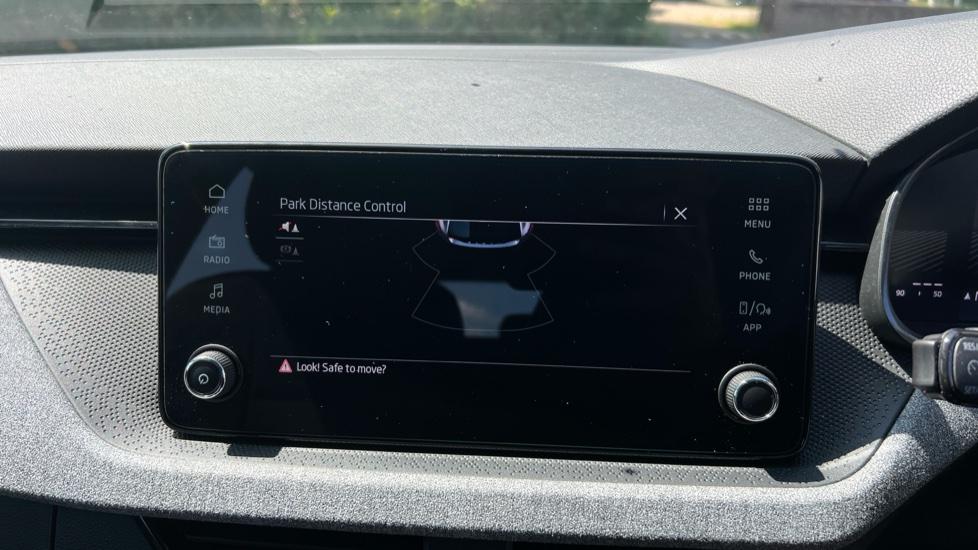 Park Distance Control
HOME
RADIO
MEDIA
MENU
PHONE
APP
Look! Safe to move?
90 50